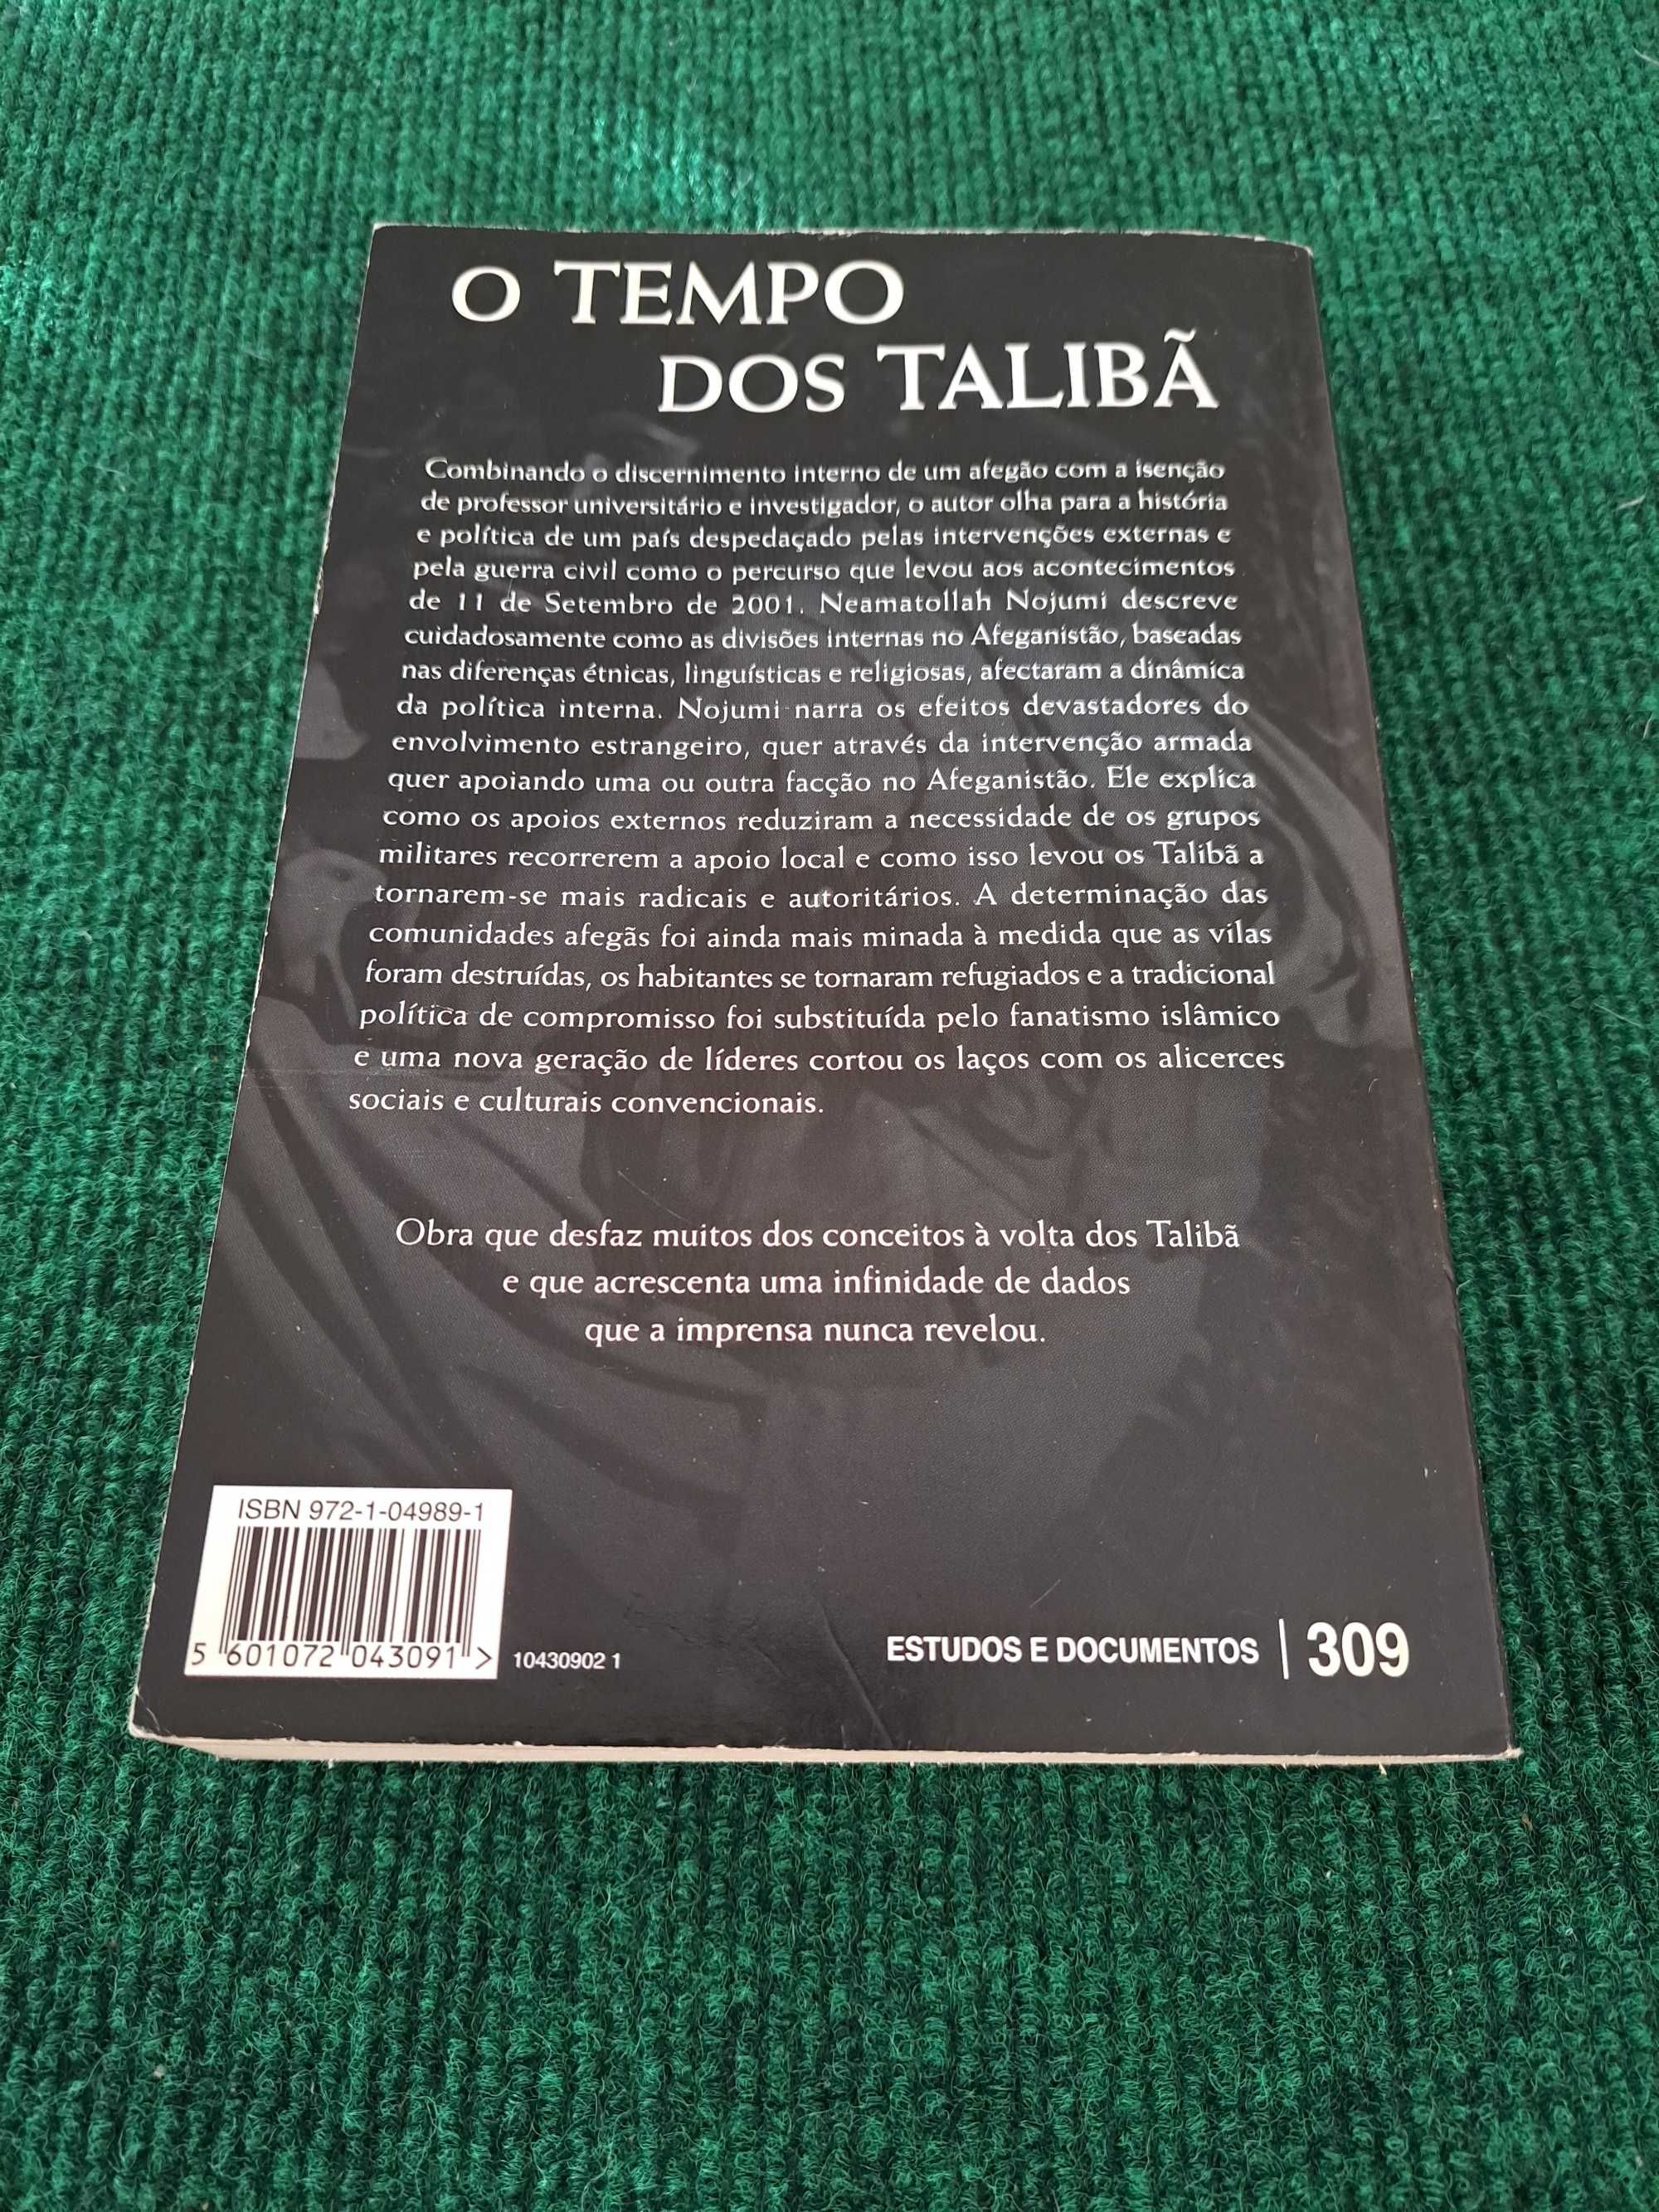 O TEMPO
DOS TALIBÃ
Combinando o discernimento interno de um afegão com a isenção
de professor universitário e investigador, o autor olha para a história
e política de um país despedaçado pelas intervenções externas e
pela guerra civil como o percurso que levou aos acontecimentos
de 11 de Setembro de 2001. Neamatollah Nojumi descreve
cuidadosamente como as divisões internas no Afeganistão, baseadas
nas diferenças étnicas, linguísticas e religiosas, afectaram a dinâmica
da política interna. Nojumi narra os efeitos devastadores do
envolvimento estrangeiro, quer através da intervenção armada
quer apoiando uma ou outra facção no Afeganistão. Ele explica
como os apoios externos reduziram a necessidade de os grupos
militares recorrerem a apoio local e como isso levou os Talibã a
tornarem-se mais radicais e autoritários. A determinação das
comunidades afegãs foi ainda mais minada à medida que as vilas
foram destruídas, os habitantes se tornaram refugiados e a tradicional
política de compromisso foi substituída pelo fanatismo islâmico
e uma nova geração de líderes cortou os laços com os alicerces
sociais e culturais convencionais.
Obra que desfaz muitos dos conceitos à volta dos Talibã
e que acrescenta uma infinidade de dados
que a imprensa nunca revelou.
ISBN 972-1-04989-1
5 601072 043091 >
10430902 1
ESTUDOS E DOCUMENTOS | 309